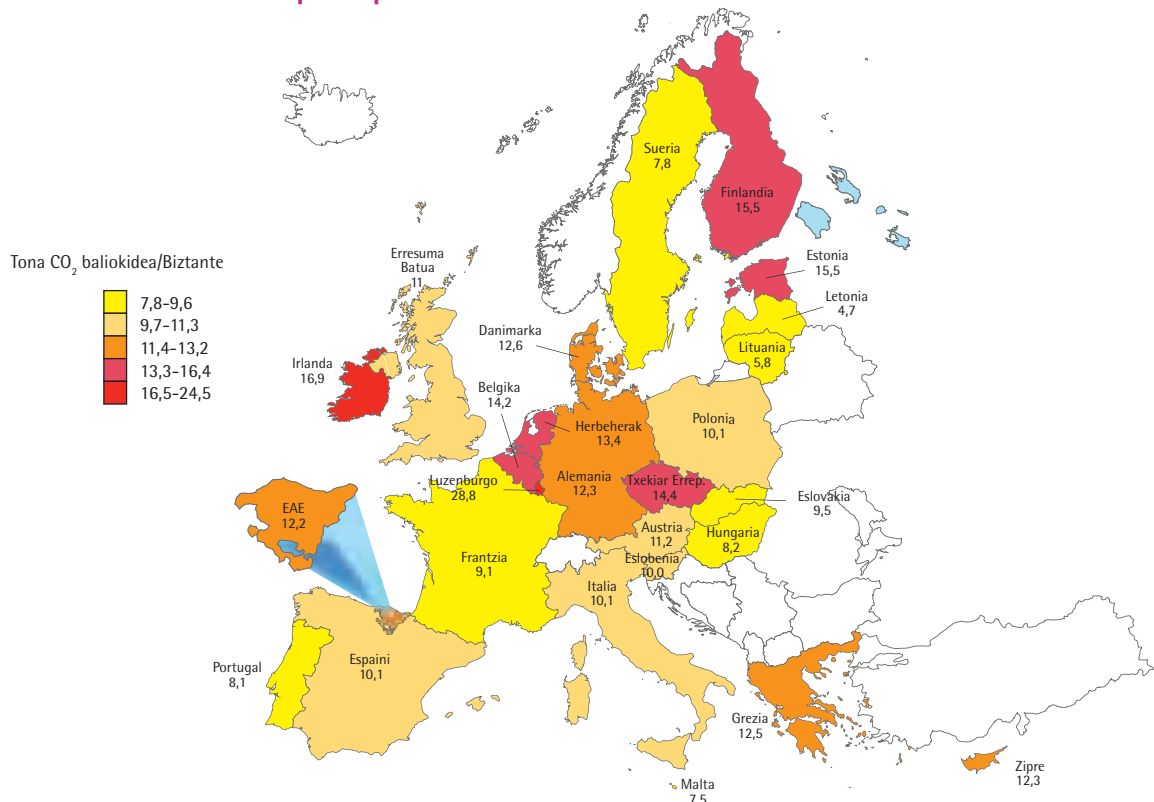 Tona CO₂ baliokidea/Biztante
7,8-9,6
9,7-11,3
11,4-13,2
13,3-16,4
16,5-24,5
Sueria
7,8
Finlandia
15,5
Estonia
15,5
Letonia
4,7
Lituania
5,8
Erresuma
Batua
11
Irlanda
16,9
Danimarka
12,6
Belgika
14,2
Herbeherak
13,4
Polonia
10,1
Luzenburgo
28,8
Alemania
12,3
Txekiar Errep.
14,4
Eslovakia
9,5
EAE
12,2
Austria
11,2
Hungaria
8,2
Frantzia
9,1
Eslobenia
10,0
Italia
10,1
Portugal
8,1
Espaini
10,1
Grezia
12,5
Zipre
12,3
Malta
7,5